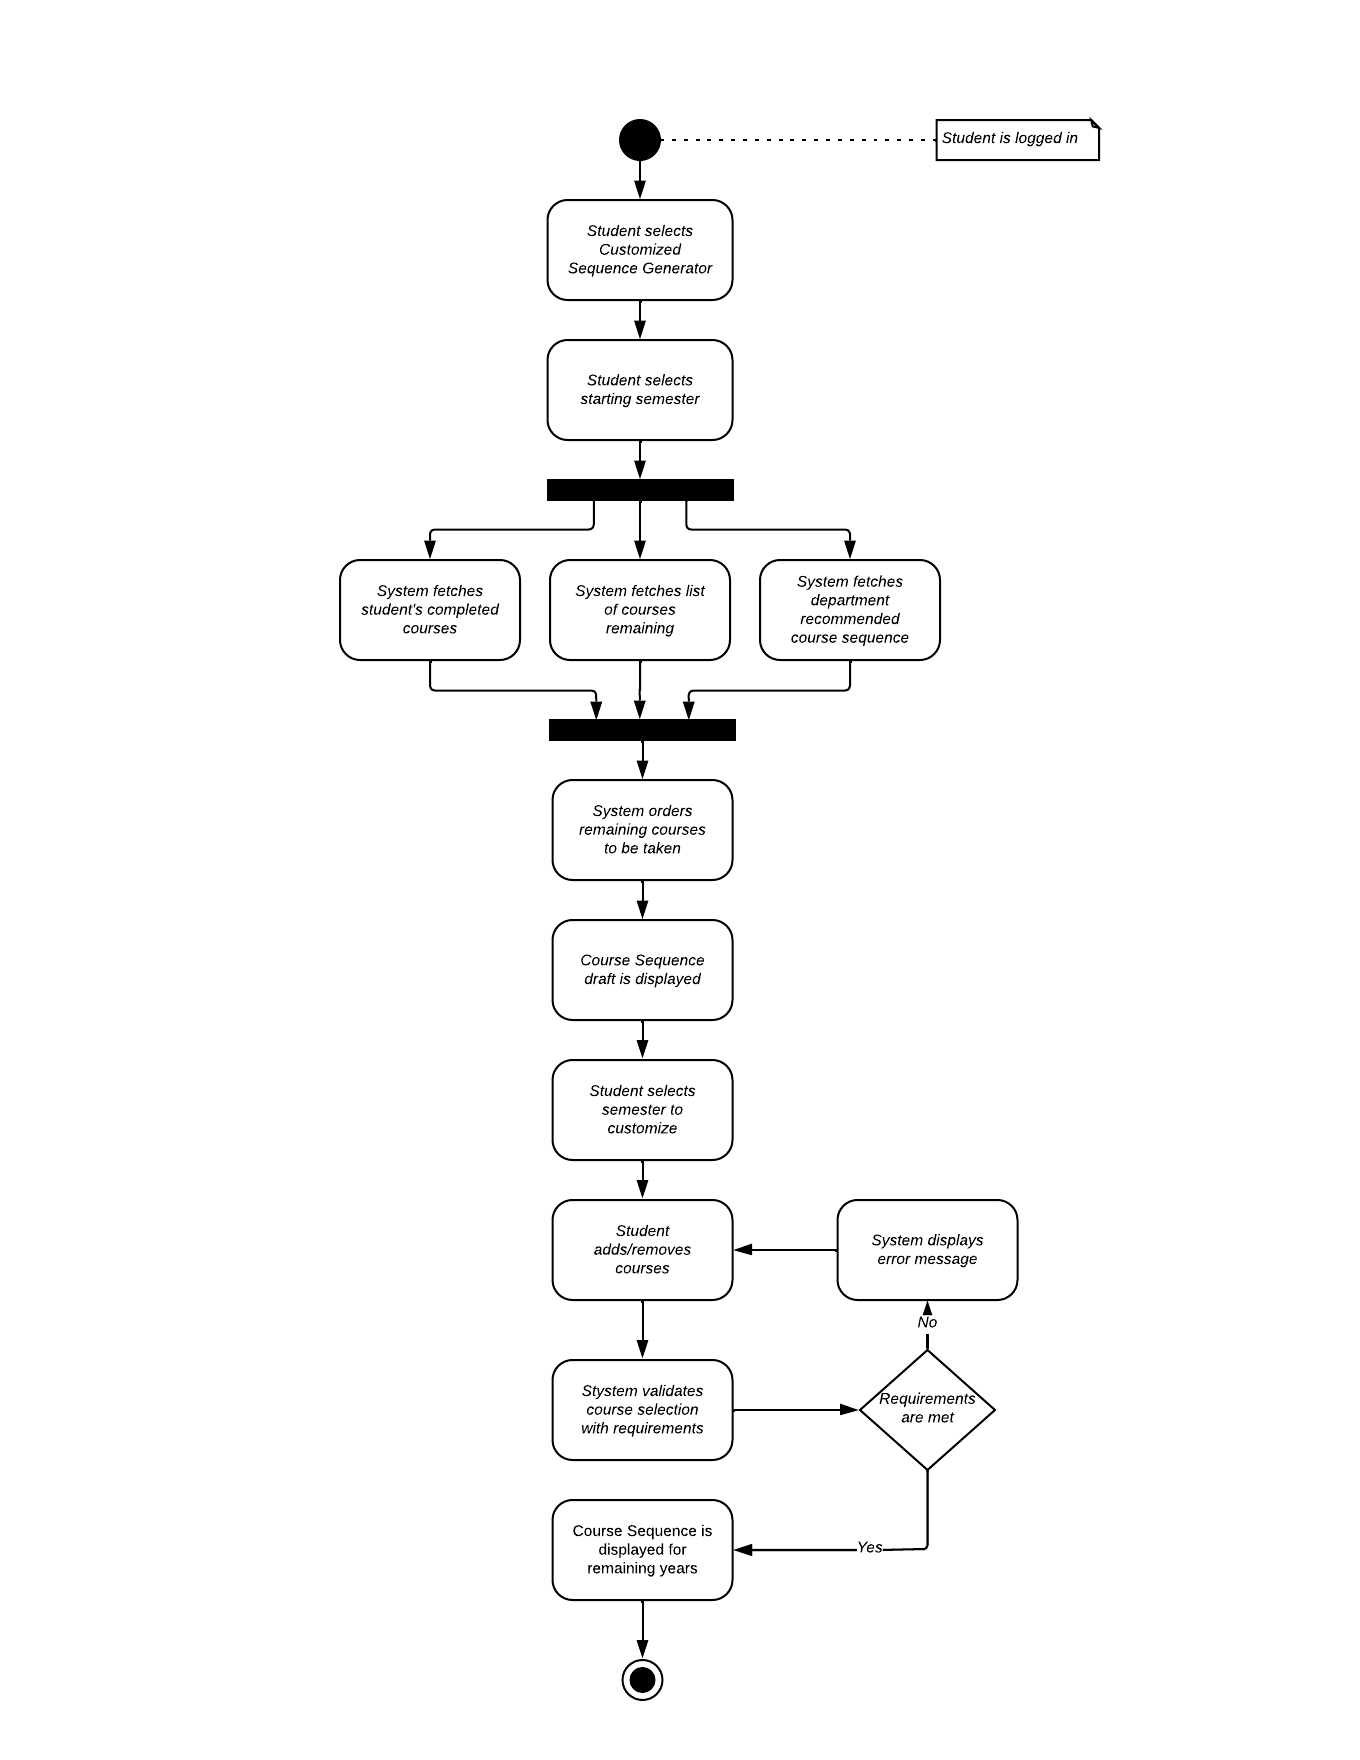 Student is logged in
Student selects
Customized
Sequence Generator
Student selects
starting semester
System fetches
student's completed
courses
System fetches list
of courses
remaining
System fetches
department
recommended
course sequence
System orders
remaining courses
to be taken
Course Sequence
draft is displayed
Student selects
semester to
customize
Student
adds/removes
courses
System displays
error message
No
Stystem validates
course selection
with requirements
Requirements
are met
Course Sequence is
displayed for
remaining years
Yes